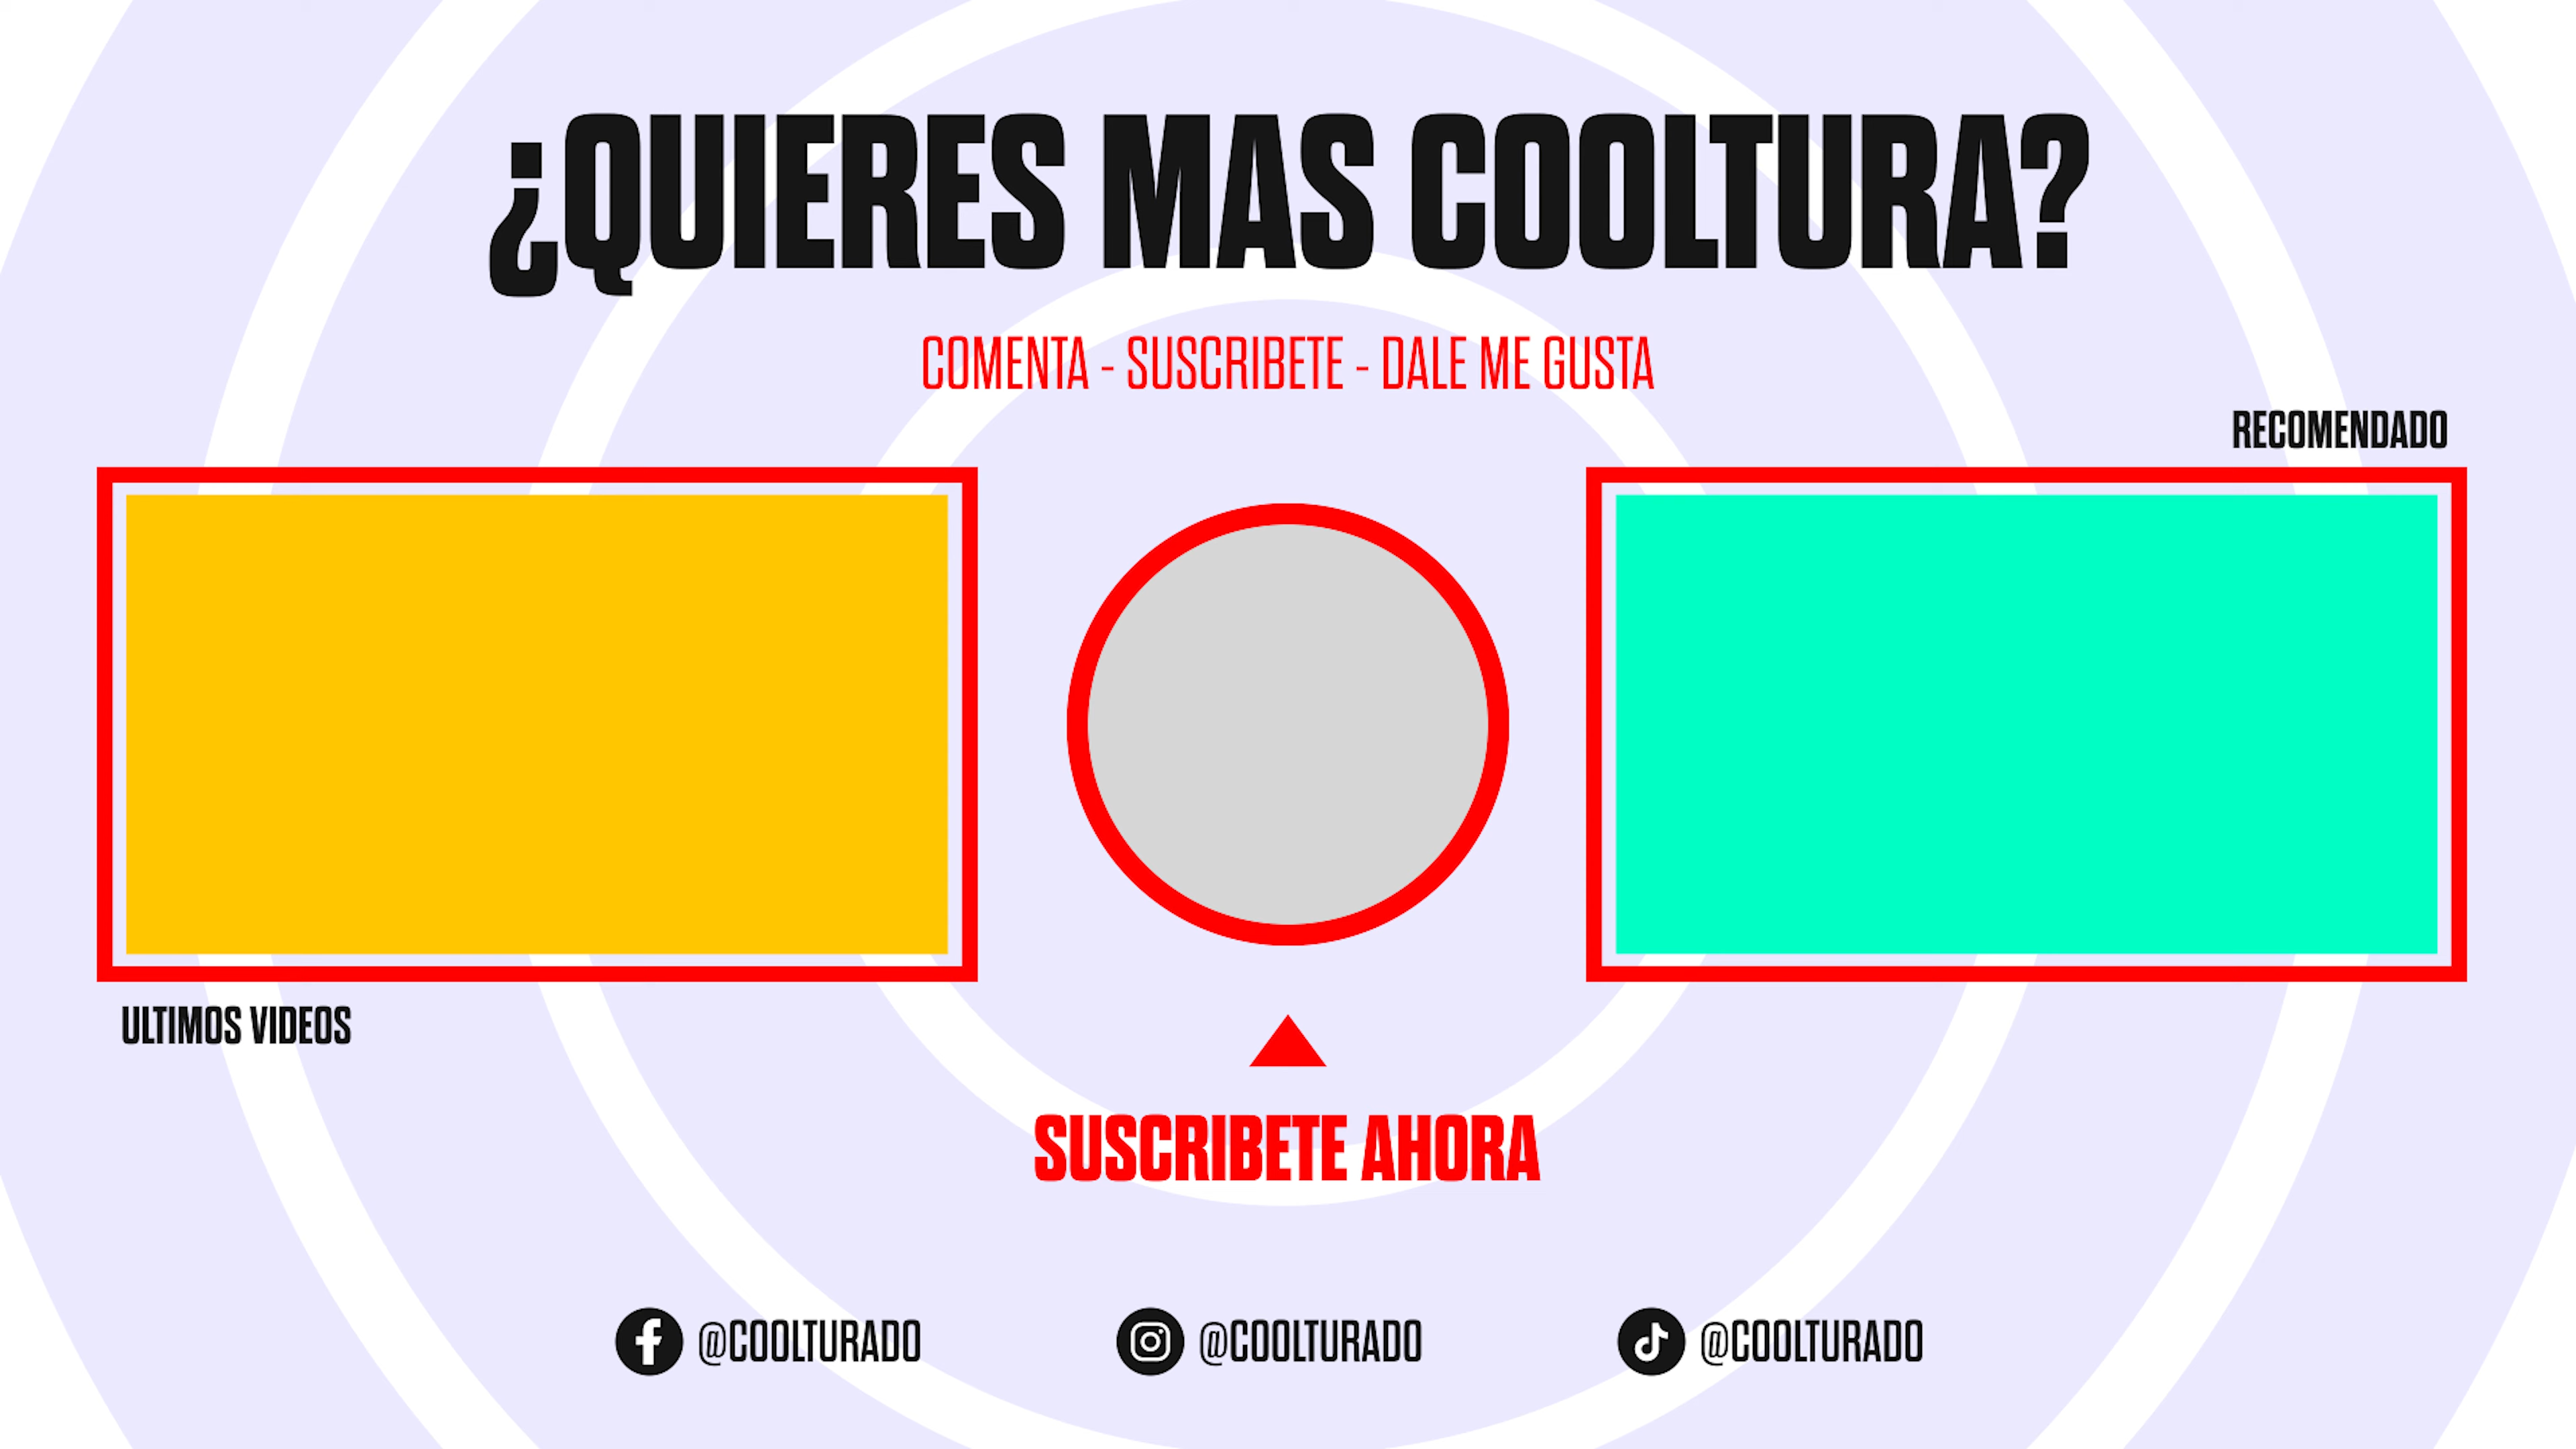 ¿QUIERES MAS COOLTURA?
COMENTA - SUSCRIBETE - DALE ME GUSTA
RECOMENDADO
ULTIMOS VIDEOS
SUSCRIBETE AHORA
@COOLTURADO
@COOLTURADO
@COOLTURADO